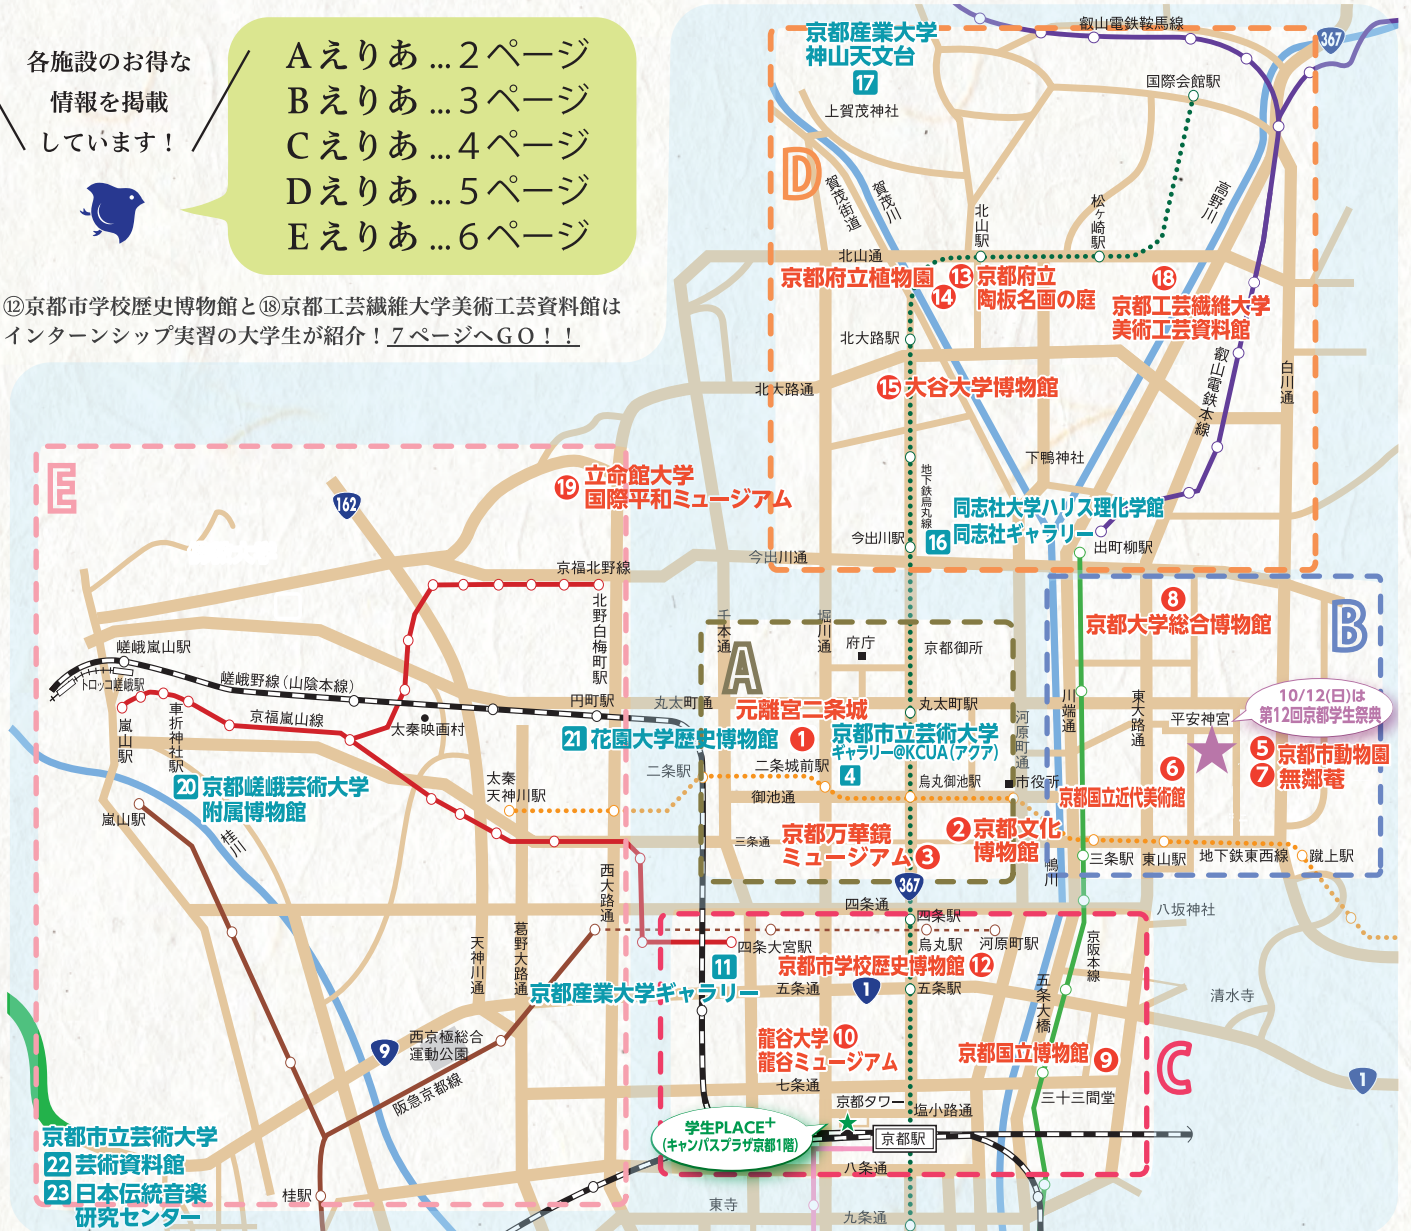 各施設のお得な
情報を掲載
しています！
Aえりあ…2ページ
Bえりあ…3ページ
Cえりあ…4ページ
Dえりあ…5ページ
Eえりあ…6ページ
⑫京都市学校歴史博物館と⑱京都工芸繊維大学美術工芸資料館は
インターンシップ実習の大学生が紹介！７ページへＧＯ！！
京都産業大学
神山天文台
17
叡山電鉄鞍馬線
367
国際会館駅
上賀茂神社
D
賀茂街道
賀茂川
北山駅
松ヶ崎駅
高野川
北山通
京都府立植物園
14
13
京都府立
陶板名画の庭
18
京都工芸繊維大学
美術工芸資料館
北大路駅
叡山電鉄本線
白川通
北大路通
15
大谷大学博物館
下鴨神社
地下鉄烏丸線
同志社大学ハリス理化学館
同志社ギャラリー
16
今出川駅
出町柳駅
今出川通
E
162
19
立命館大学
国際平和ミュージアム
京福北野線
北野白梅町駅
嵯峨嵐山駅
トロッコ嵯峨駅
嵯峨野線（山陰本線）
円町駅
京福嵐山線
嵐山駅
車折神社駅
太秦映画村
21
花園大学歴史博物館
20
京都嵯峨芸術大学
附属博物館
太秦
天神川駅
二条駅
嵐山駅
桂川
千本通
堀川通
A
府庁
京都御所
丸太町通
丸太町駅
元離宮二条城
1
京都市立芸術大学
ギャラリー@KCUA（アクア）
4
二条城前駅
烏丸御池駅
御池通
河原町通
市役所
三条通
京都万華鏡
ミュージアム
3
2
京都文化
博物館
367
8
京都大学総合博物館
B
川端通
東大路通
平安神宮
10/12(日)は
第12回京都学生祭典
5
京都市動物園
7
無鄰菴
6
京都国立近代美術館
三条駅
東山駅
地下鉄東西線
蹴上駅
鴨川
西大路通
四条通
四条駅
八坂神社
天神川通
葛野大路通
四条大宮駅
烏丸駅
河原町駅
京阪本線
11
京都産業大学ギャラリー
京都市学校歴史博物館
12
五条通
1
五条駅
五条大橋
清水寺
西京極総合
運動公園
9
阪急京都線
龍谷大学
10
龍谷ミュージアム
京都国立博物館
9
C
1
七条通
京都タワー
塩小路通
三十三間堂
学生PLACE+
（キャンパスプラザ京都1階）
京都駅
八条通
京都市立芸術大学
22
芸術資料館
23
日本伝統音楽
研究センター
桂駅
東寺
九条通